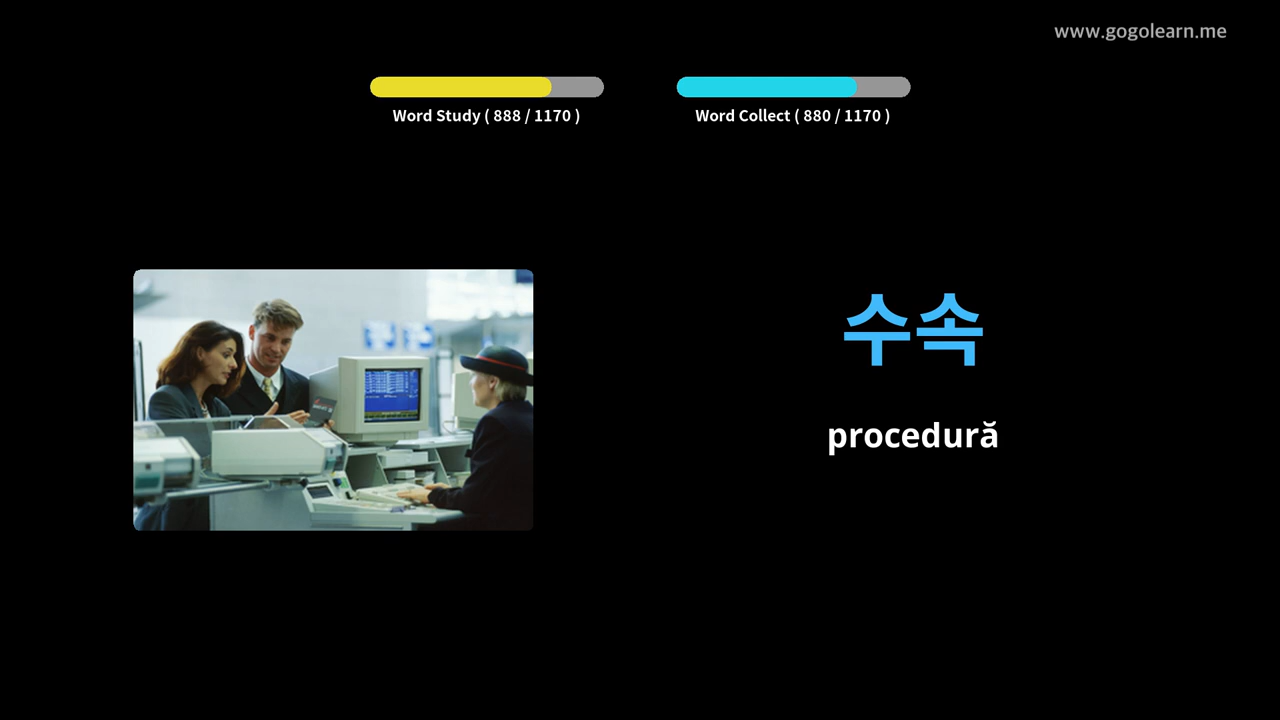 www.gogolearn.me
Word Study ( 888 / 1170 )
Word Collect ( 880 / 1170 )
수속
procedură